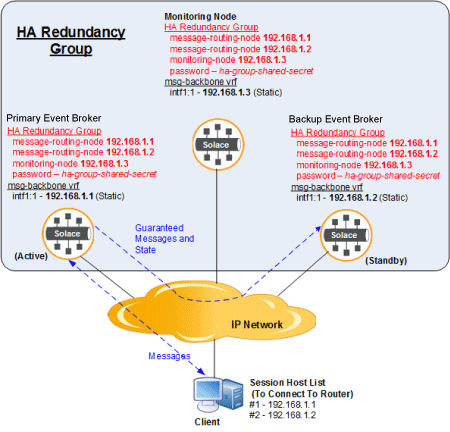 HA Redundancy
Group
Monitoring Node
HA Redundancy Group
message-routing-node 192.168.1.1
message-routing-node 192.168.1.2
monitoring-node 192.168.1.3
password – ha-group-shared-secret
msg-backbone vrf
intf1:1 - 192.168.1.3 (Static)
Solace
Primary Event Broker
HA Redundancy Group
message-routing-node 192.168.1.1
message-routing-node 192.168.1.2
monitoring-node 192.168.1.3
password – ha-group-shared-secret
msg-backbone vrf
intf1:1 - 192.168.1.1 (Static)
Solace
(Active)
Backup Event Broker
HA Redundancy Group
message-routing-node 192.168.1.1
message-routing-node 192.168.1.2
monitoring-node 192.168.1.3
password – ha-group-shared-secret
msg-backbone vrf
intf1:1 - 192.168.1.2 (Static)
Solace
(Standby)
Guaranteed
Messages and
State
IP Network
Messages
Client
Session Host List
(To Connect To Router)
#1 - 192.168.1.1
#2 - 192.168.1.2